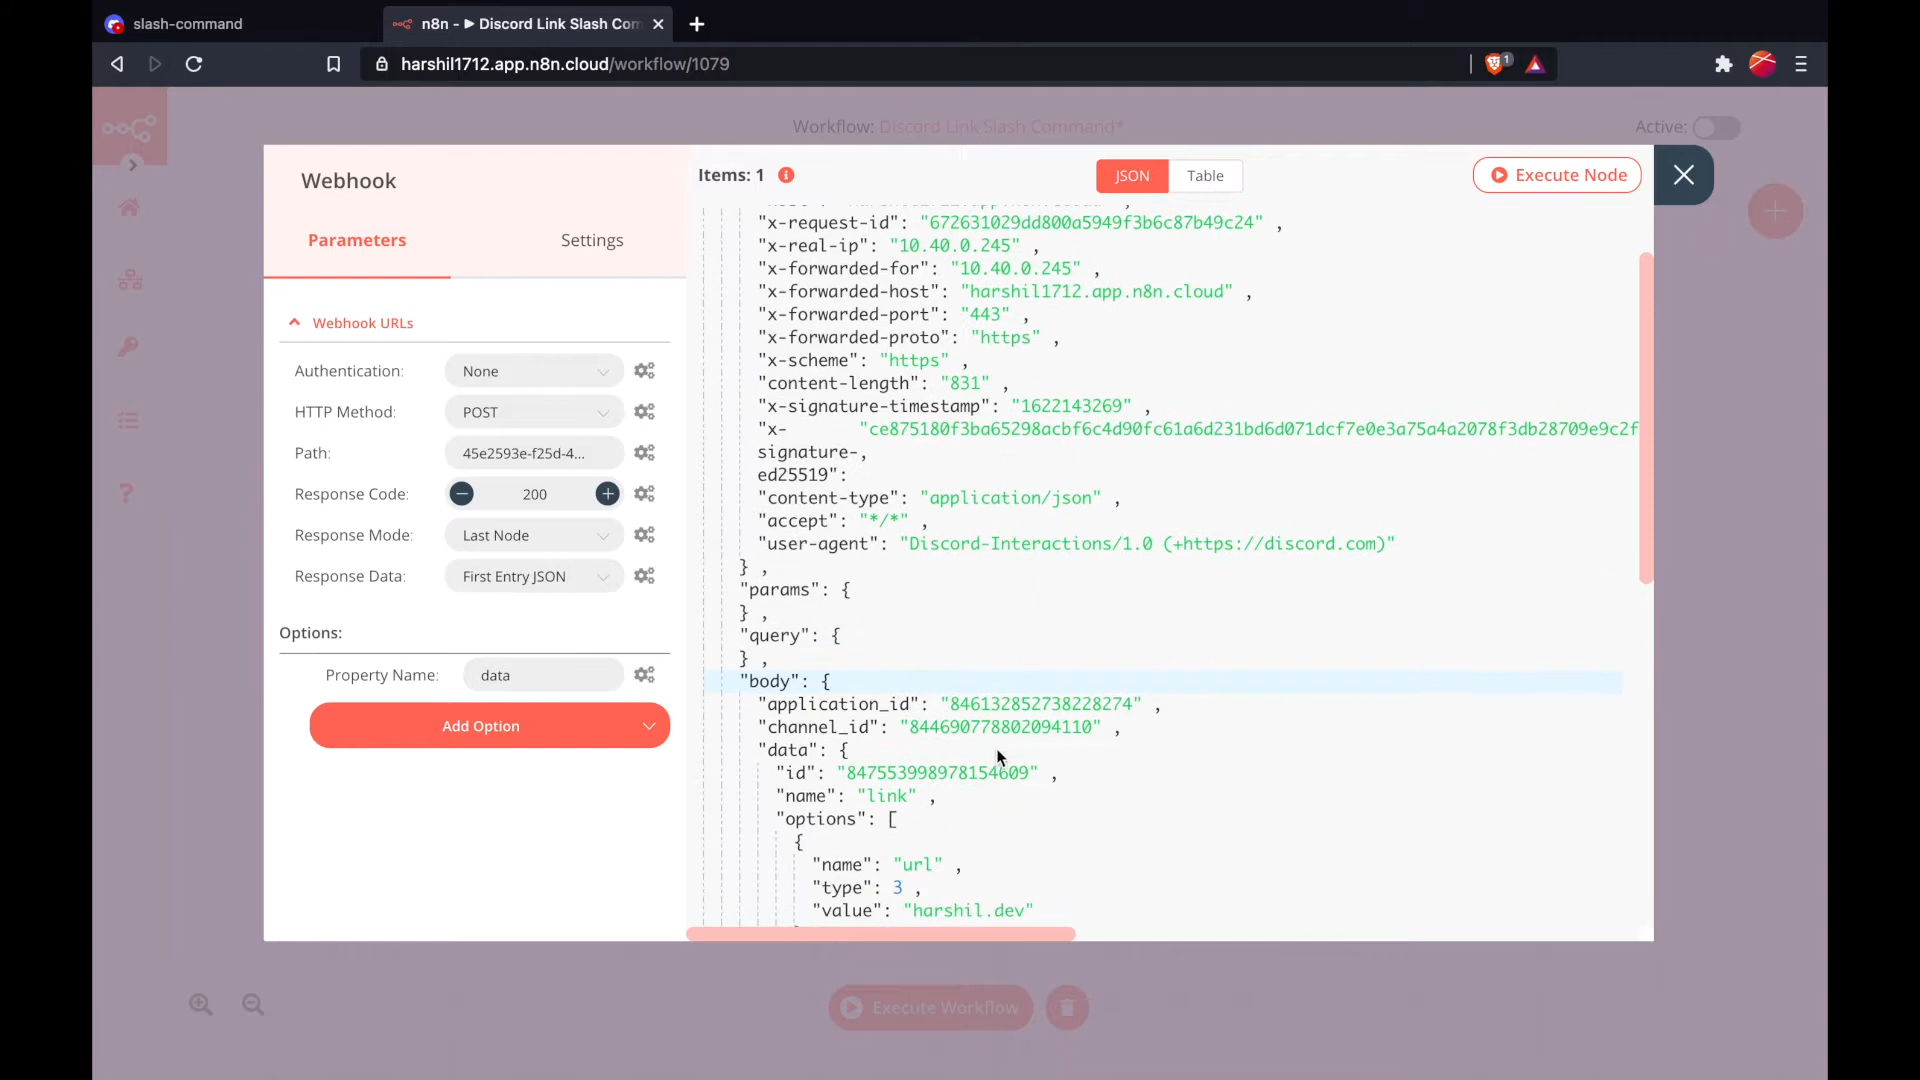 slash-command
n8n - ▶ Discord Link Slash Com
harshil1712.app.n8n.cloud/workflow/1079
1
Workflow: Discord Link Slash Command*
Active:
Webhook
Parameters
Settings
Webhook URLs
Authentication:
None
HTTP Method:
POST
Path:
45e2593e-f25d-4...
Response Code:
200
Response Mode:
Last Node
Response Data:
First Entry JSON
Options:
Property Name:
data
Add Option
Items: 1
JSON
Table
Execute Node
"x-request-id": "672631029dd800a5949f3b6c87b49c24" ,
"x-real-ip": "10.40.0.245" ,
"x-forwarded-for": "10.40.0.245" ,
"x-forwarded-host": "harshil1712.app.n8n.cloud" ,
"x-forwarded-port": "443" ,
"x-forwarded-proto": "https" ,
"x-scheme": "https" ,
"content-length": "831" ,
"x-signature-timestamp": "1622143269" ,
"x- "ce875180f3ba65298acbf6c4d90fc61a6d231bd6d071dcf7e0e3a75a4a2078f3db28709e9c2f
signature-,
ed25519":
"content-type": "application/json" ,
"accept": "*/*" ,
"user-agent": "Discord-Interactions/1.0 (+https://discord.com)"
} ,
"params": {
} ,
"query": {
} ,
"body": {
"application_id": "846132852738228274" ,
"channel_id": "844690778802094110" ,
"data": {
"id": "847553998978154609" ,
"name": "link" ,
"options": [
{
"name": "url" ,
"type": 3 ,
"value": "harshil.dev"
Execute Workflow